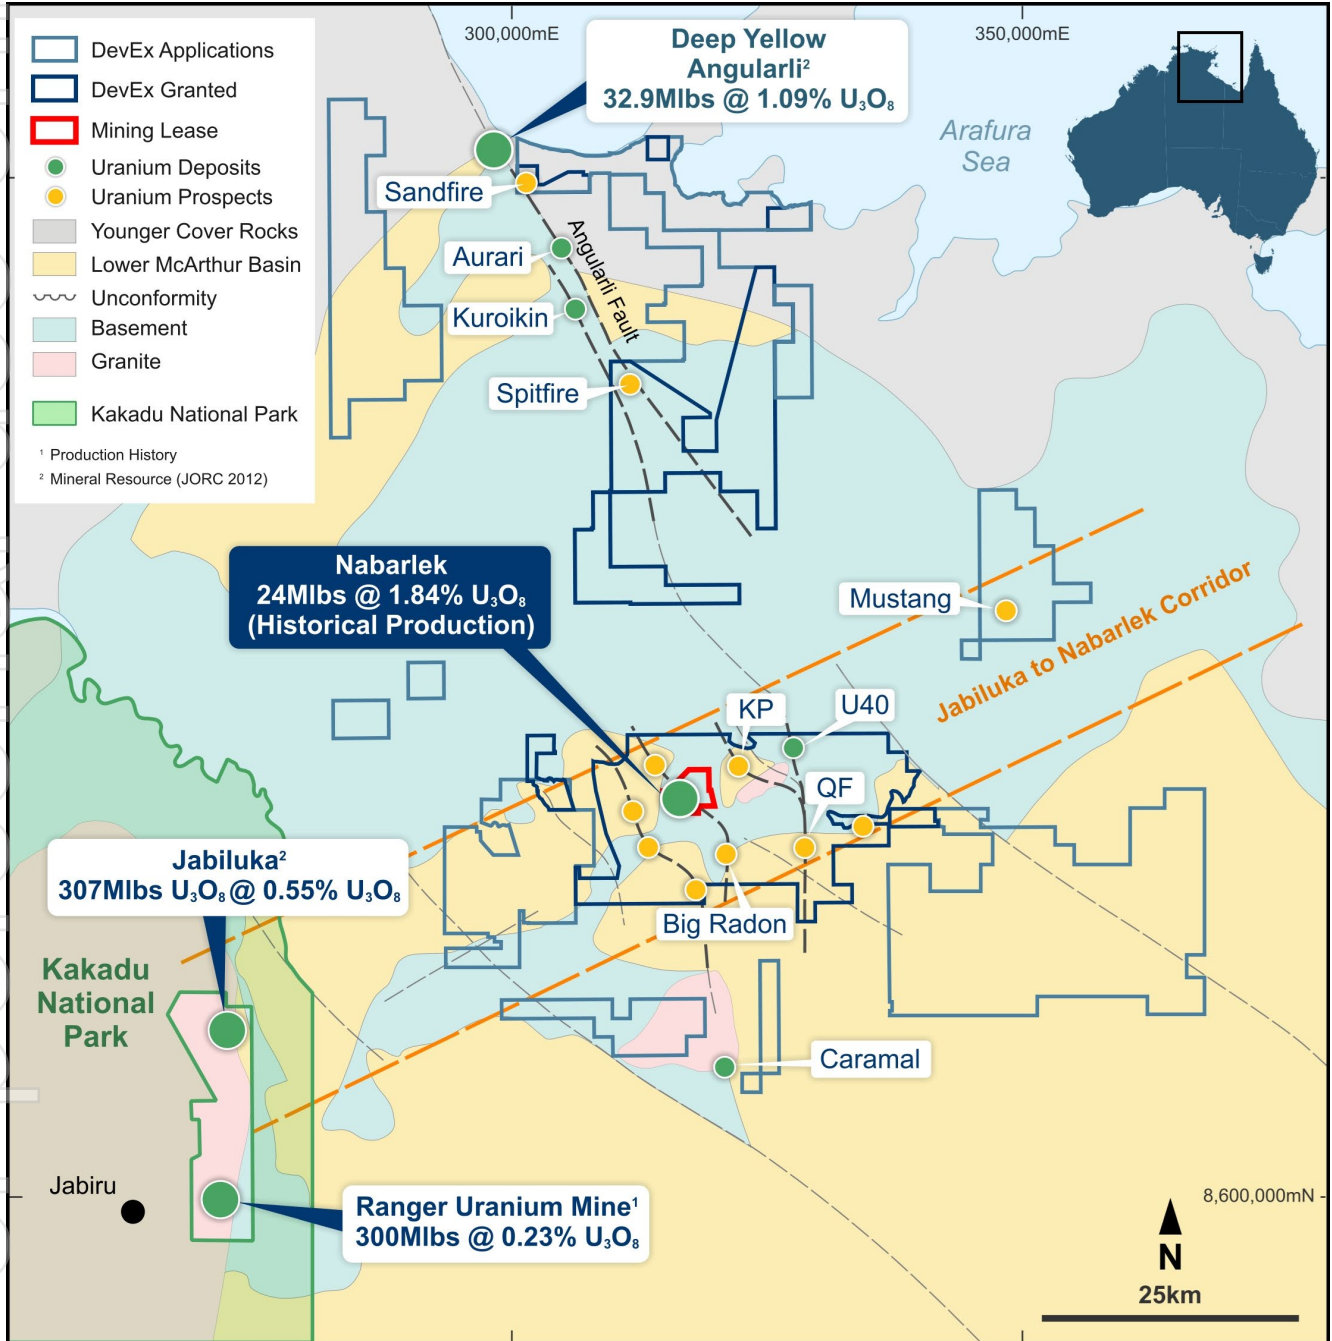 300,000mE
350,000mE
DevEx Applications
DevEx Granted
Mining Lease
Uranium Deposits
Uranium Prospects
Younger Cover Rocks
Lower McArthur Basin
Unconformity
Basement
Granite
Kakadu National Park
¹ Production History
² Mineral Resource (JORC 2012)
Deep Yellow
Angularli²
32.9Mlbs @ 1.09% U₃O₈
Arafura
Sea
Sandfire
Aurari
Angularli Fault
Kuroikin
Spitfire
Nabarlek
24Mlbs @ 1.84% U₃O₈
(Historical Production)
Mustang
Jabiluka to Nabarlek Corridor
KP
U40
QF
Jabiluka²
307Mlbs U₃O₈ @ 0.55% U₃O₈
Big Radon
Kakadu
National
Park
Caramal
Jabiru
Ranger Uranium Mine¹
300Mlbs @ 0.23% U₃O₈
8,600,000mN
N
25km